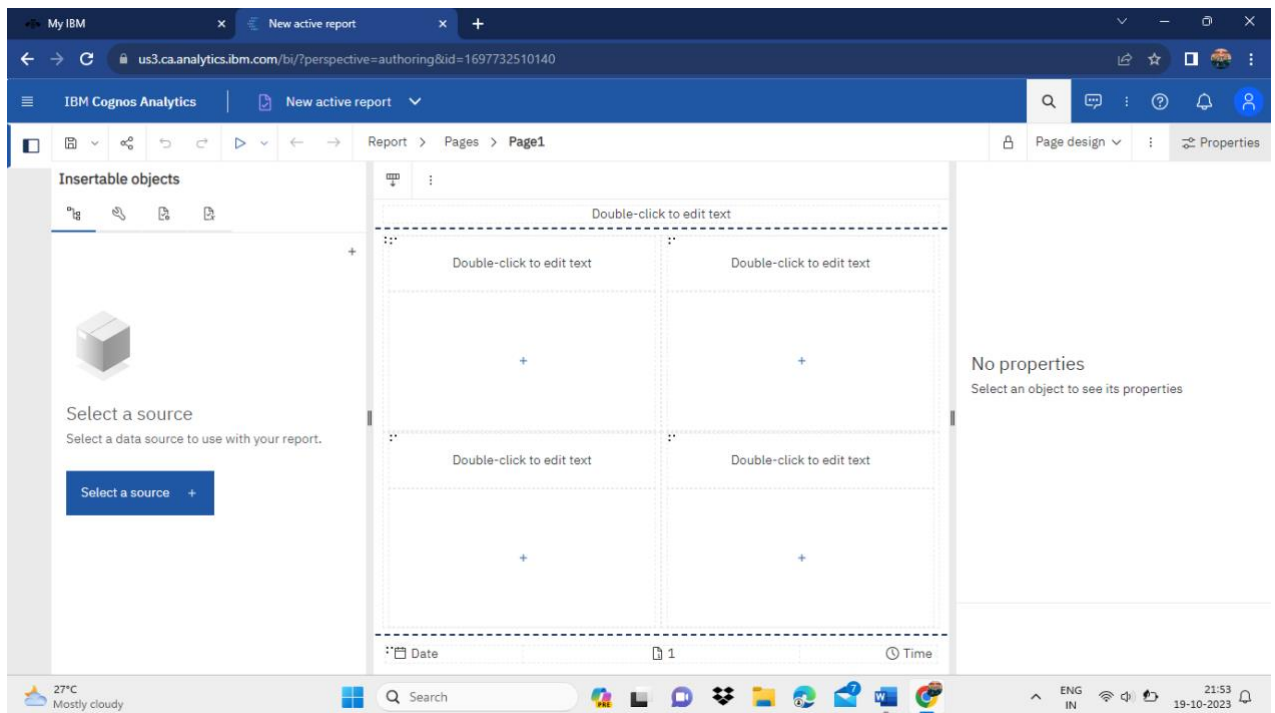 My IBM
New active report
us3.ca.analytics.ibm.com/bi/?perspective=authoring&id=1697732510140
IBM Cognos Analytics
New active report
Report > Pages > Page1
Page design
Properties
Insertable objects
Double-click to edit text
Double-click to edit text
Double-click to edit text
No properties
Select an object to see its properties
Select a source
Select a data source to use with your report.
Select a source +
Double-click to edit text
Double-click to edit text
Date
1
Time
27°C
Mostly cloudy
Search
PRE
7
ENG
IN
21:53
19-10-2023